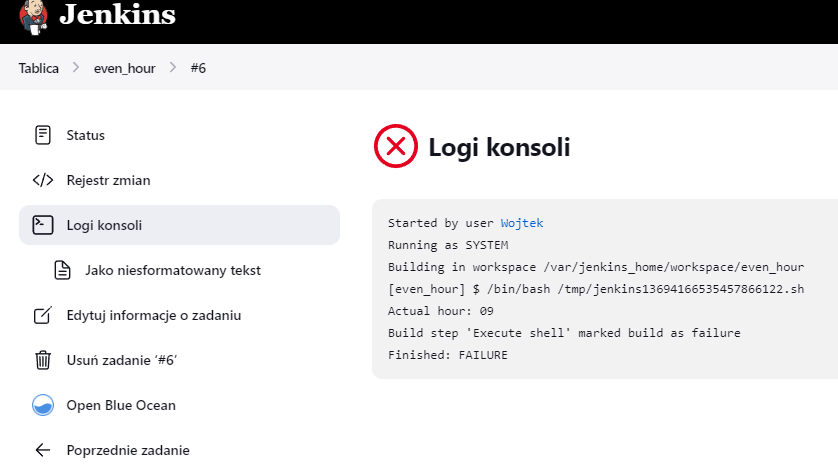 Jenkins
Tablica > even_hour > #6
Status
Rejestr zmian
Logi konsoli
Jako niesformatowany tekst
Edytuj informacje o zadaniu
Usuń zadanie ‘#6’
Open Blue Ocean
Poprzednie zadanie
Logi konsoli
Started by user Wojtek
Running as SYSTEM
Building in workspace /var/jenkins_home/workspace/even_hour
[even_hour] $ /bin/bash /tmp/jenkins13694166535457866122.sh
Actual hour: 09
Build step 'Execute shell' marked build as failure
Finished: FAILURE